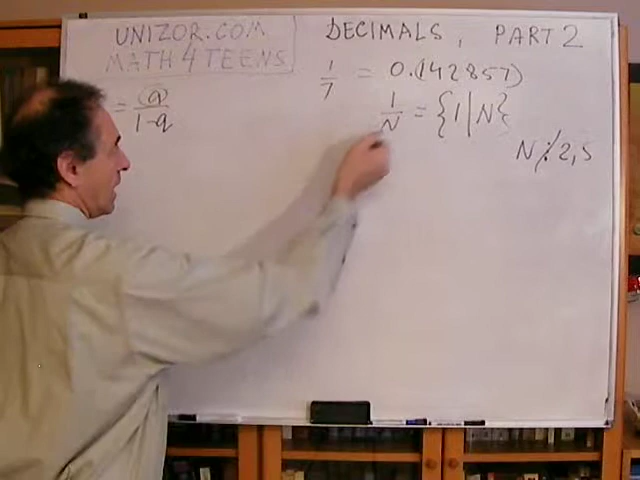 UNIZOR.COM
MATH 4 TEENS
DECIMALS, PART 2
1/7 = 0.(142857)
= a/(1-q)
1/N = {1|N}
N⋮̸2,5